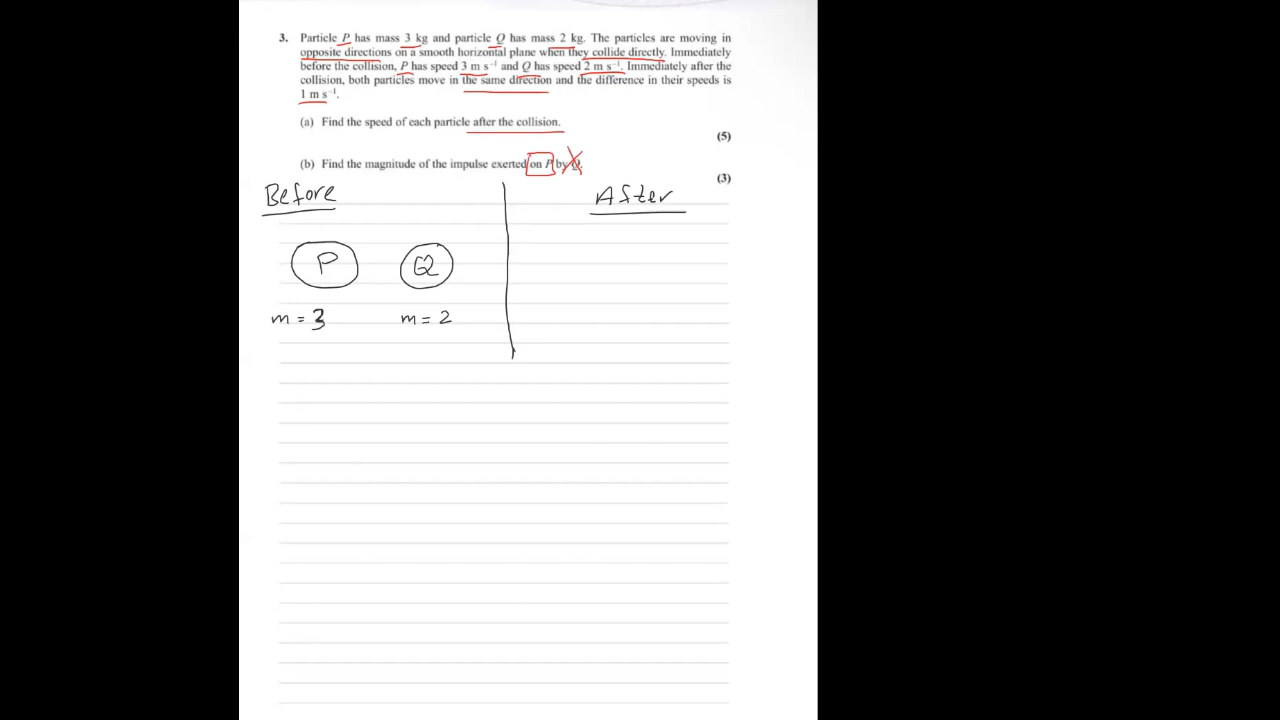 3. Particle P has mass 3 kg and particle Q has mass 2 kg. The particles are moving in
opposite directions on a smooth horizontal plane when they collide directly. Immediately
before the collision, P has speed 3 m s⁻¹ and Q has speed 2 m s⁻¹. Immediately after the
collision, both particles move in the same direction and the difference in their speeds is
1 m s⁻¹.
(a) Find the speed of each particle after the collision.
(5)
(b) Find the magnitude of the impulse exerted on P by Q.
(3)
Before After
P Q
m = 3 m = 2